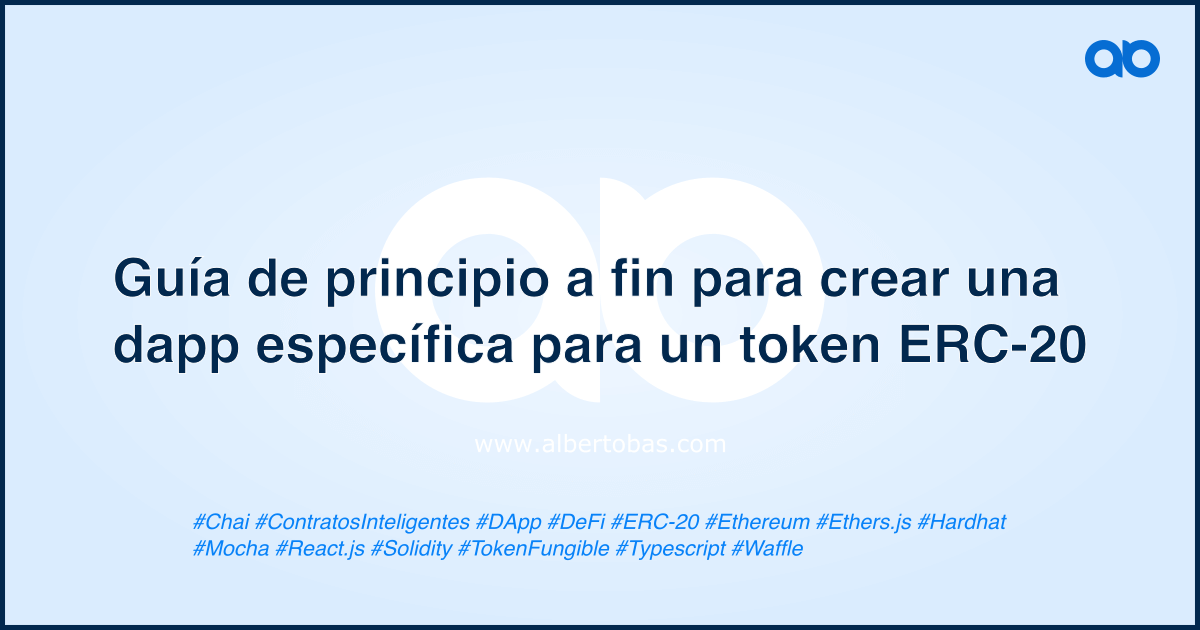 Guía de principio a fin para crear una
dapp específica para un token ERC-20
www.albertobas.com
#Chai #ContratosInteligentes #DApp #DeFi #ERC-20 #Ethereum #Ethers.js #Hardhat
#Mocha #React.js #Solidity #TokenFungible #Typescript #Waffle